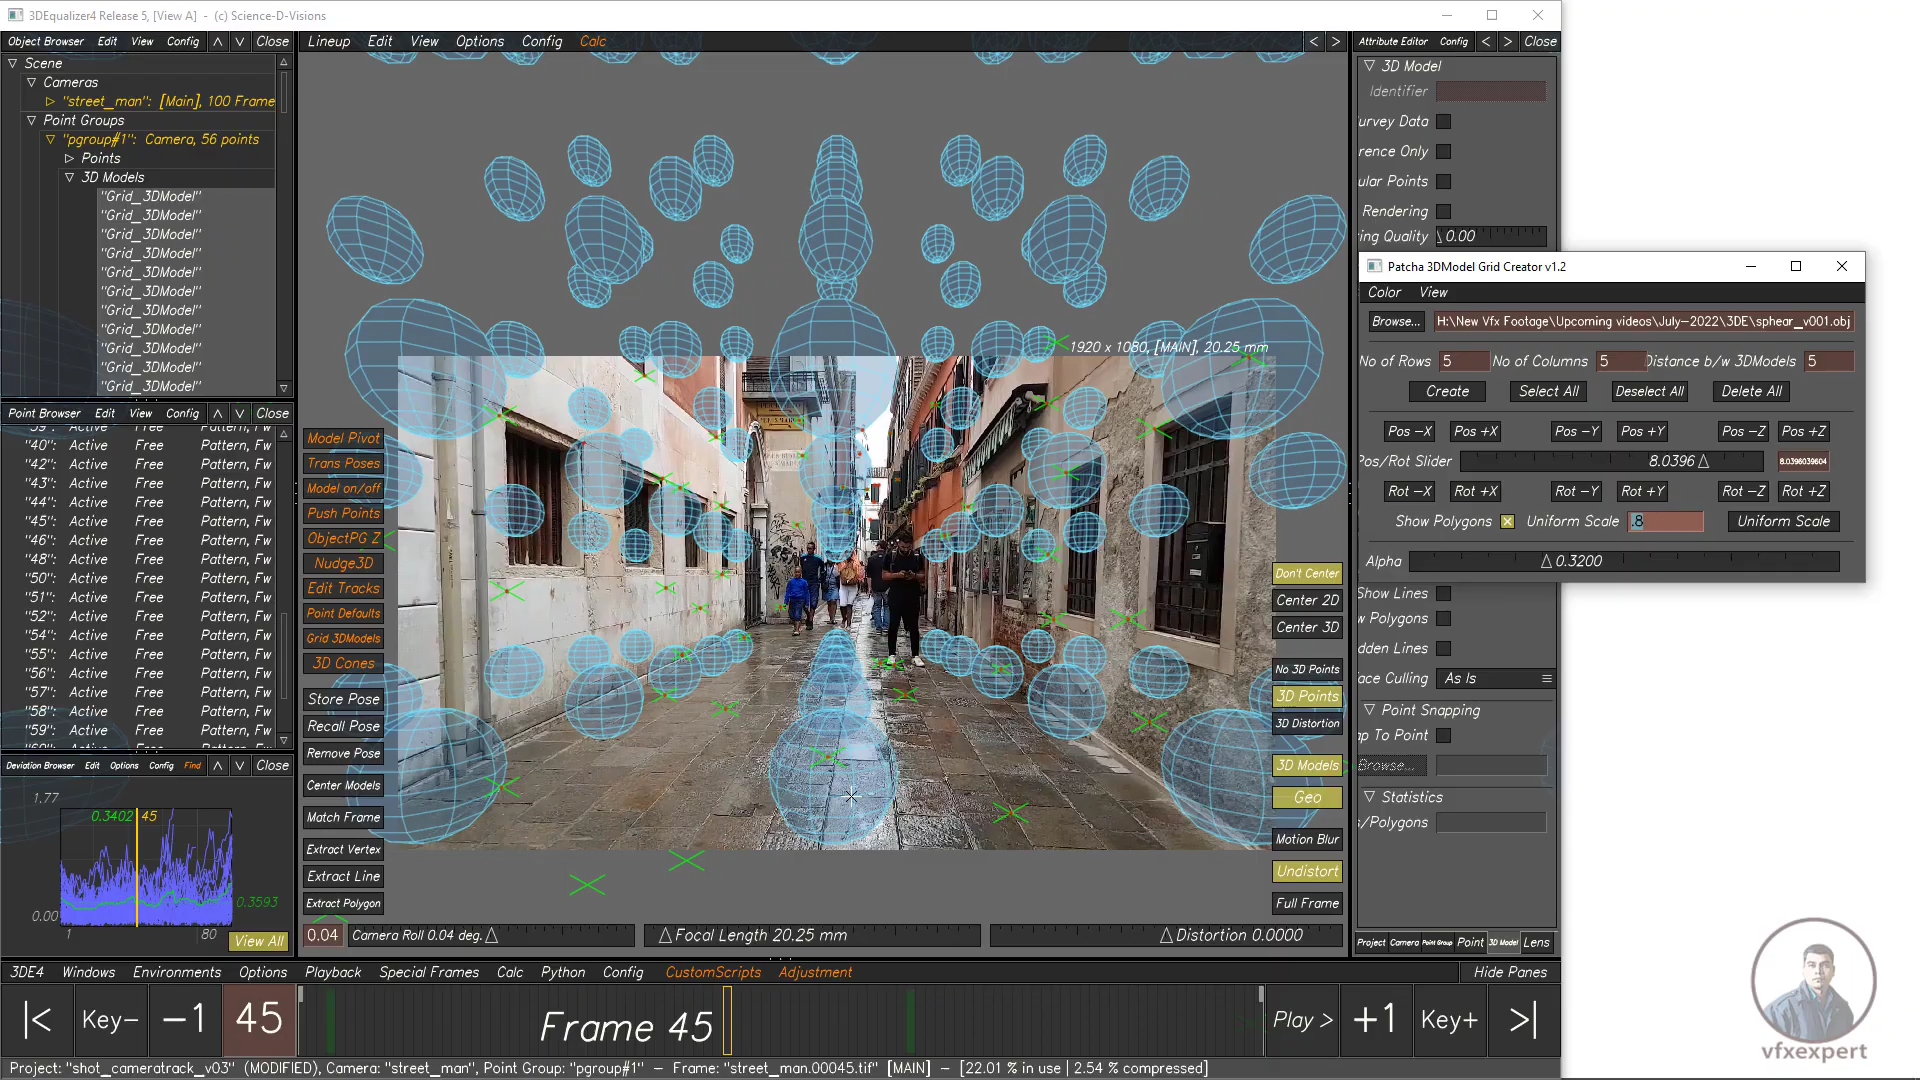 3DEqualizer4 Release 5, [View A]  -  (c) Science-D-Visions
Object Browser Edit View Config Close
Scene
Cameras
"street_man": [Main], 100 Frame
Point Groups
"pgroup#1": Camera, 56 points
Points
3D Models
"Grid_3DModel"
"Grid_3DModel"
"Grid_3DModel"
"Grid_3DModel"
"Grid_3DModel"
"Grid_3DModel"
"Grid_3DModel"
"Grid_3DModel"
"Grid_3DModel"
"Grid_3DModel"
"Grid_3DModel"
Point Browser Edit View Config Close
"39": Active Free Pattern, Fw
"40": Active Free Pattern, Fw
"42": Active Free Pattern, Fw
"43": Active Free Pattern, Fw
"44": Active Free Pattern, Fw
"45": Active Free Pattern, Fw
"46": Active Free Pattern, Fw
"48": Active Free Pattern, Fw
"50": Active Free Pattern, Fw
"51": Active Free Pattern, Fw
"52": Active Free Pattern, Fw
"54": Active Free Pattern, Fw
"55": Active Free Pattern, Fw
"56": Active Free Pattern, Fw
"57": Active Free Pattern, Fw
"58": Active Free Pattern, Fw
"59": Active Free Pattern, Fw
"60": Active Free Pattern, Fw
Deviation Browser Edit Options Config Find Close
1.77
0.3402 45
0.3593
0.00
1 80
View All
Lineup Edit View Options Config Calc < >
1920 x 1080, [MAIN], 20.25 mm
Model Pivot
Trans Poses
Model on/off
Push Points
ObjectPG Z
Nudge3D
Edit Tracks
Point Defaults
Grid 3DModels
3D Cones
Store Pose
Recall Pose
Remove Pose
Center Models
Match Frame
Extract Vertex
Extract Line
Extract Polygon
Don't Center
Center 2D
Center 3D
No 3D Points
3D Points
3D Distortion
3D Models
Geo
Motion Blur
Undistort
Full Frame
0.04 Camera Roll 0.04 deg. Focal Length 20.25 mm Distortion 0.0000
Attribute Editor Config < > Close
3D Model
Identifier
urvey Data
rence Only
ular Points
Rendering
ing Quality 0.00
Patcha 3DModel Grid Creator v1.2
Color View
Browse... H:\New Vfx Footage\Upcoming videos\July-2022\3DE\sphear_v001.obj
No of Rows 5 No of Columns 5 Distance b/w 3DModels 5
Create Select All Deselect All Delete All
Pos -X Pos +X Pos -Y Pos +Y Pos -Z Pos +Z
Pos/Rot Slider 8.0396 8.0396039604
Rot -X Rot +X Rot -Y Rot +Y Rot -Z Rot +Z
Show Polygons Uniform Scale .8 Uniform Scale
Alpha 0.3200
Show Lines
w Polygons
dden Lines
ace Culling As Is
Point Snapping
ap To Point
Browse...
Statistics
s/Polygons
Project Camera Point Group Point 3D Model Lens
3DE4 Windows Environments Options Playback Special Frames Calc Python Config CustomScripts Adjustment Hide Panes
|< Key- -1 45 Frame 45 Play > +1 Key+ >|
Project: "shot_cameratrack_v03" (MODIFIED), Camera: "street_man", Point Group: "pgroup#1" - Frame: "street_man.00045.tif" [MAIN] - [22.01 % in use | 2.54 % compressed]
vfxexpert